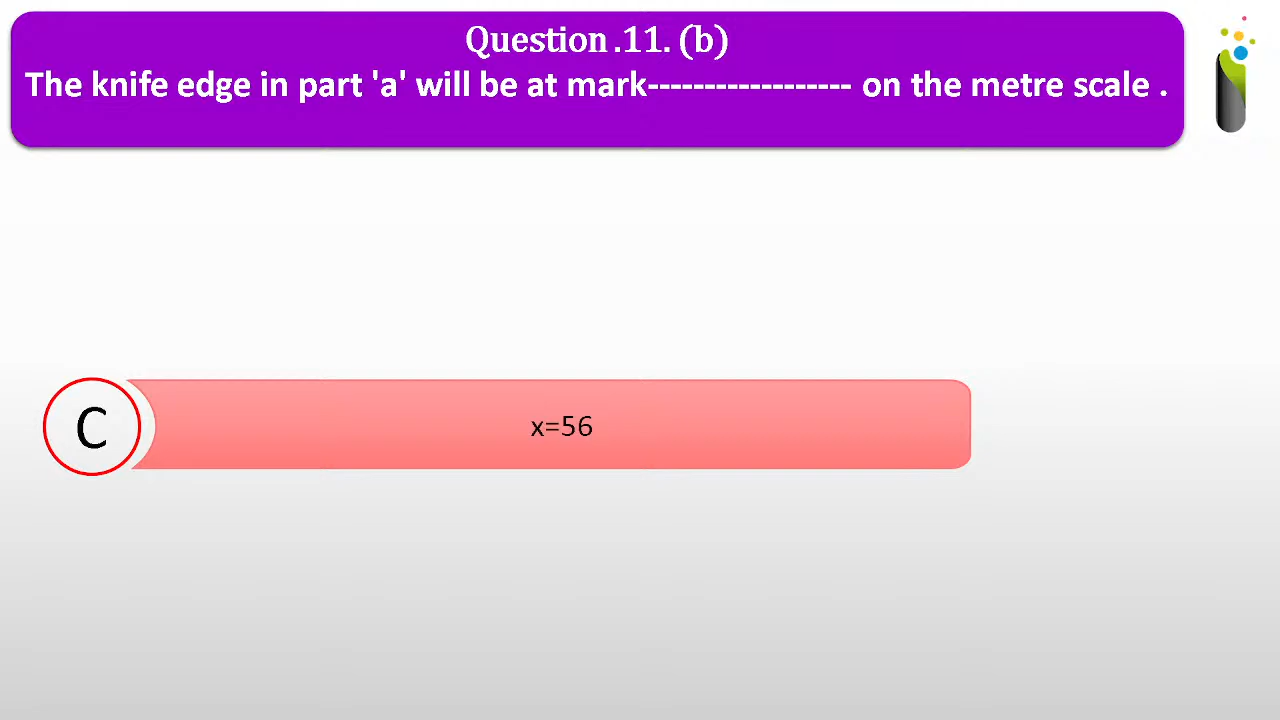 Question .11. (b)
The knife edge in part 'a' will be at mark------------------ on the metre scale .
C
x=56